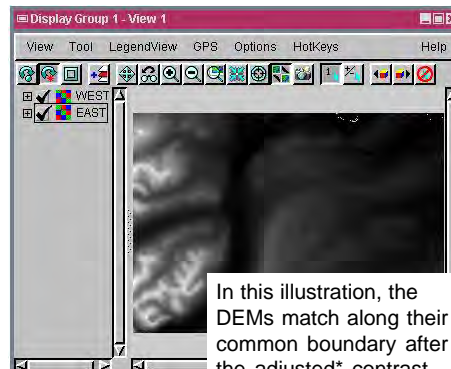 Display Group 1 - View 1
View Tool LegendView GPS Options HotKeys Help
WEST
EAST
In this illustration, the
DEMs match along their
common boundary after
the adjusted* contrast